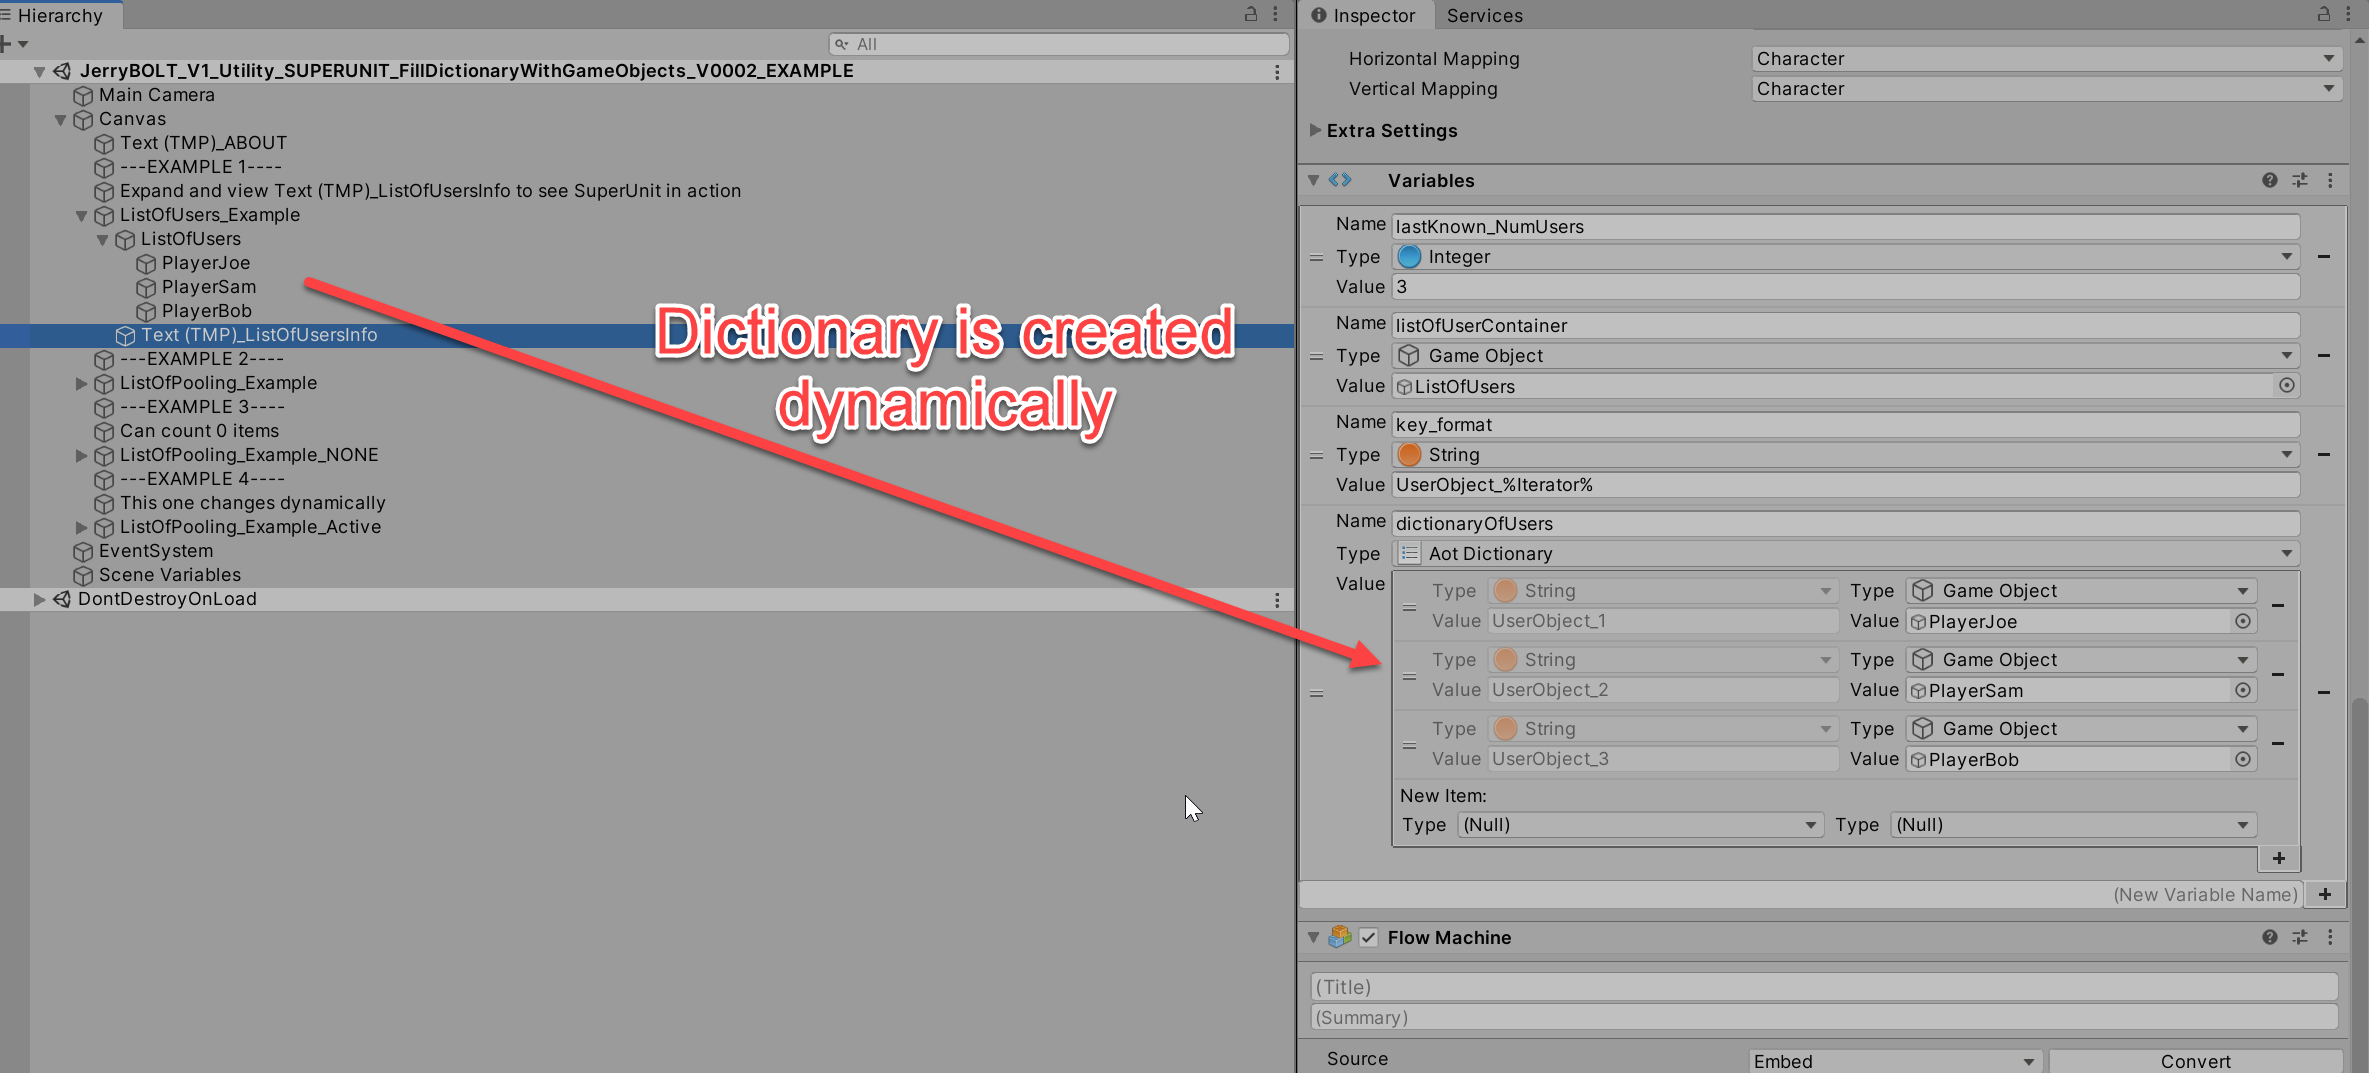 Hierarchy
All
JerryBOLT_V1_Utility_SUPERUNIT_FillDictionaryWithGameObjects_V0002_EXAMPLE
Main Camera
Canvas
Text (TMP)_ABOUT
---EXAMPLE 1----
Expand and view Text (TMP)_ListOfUsersInfo to see SuperUnit in action
ListOfUsers_Example
ListOfUsers
PlayerJoe
PlayerSam
PlayerBob
Text (TMP)_ListOfUsersInfo
---EXAMPLE 2----
ListOfPooling_Example
---EXAMPLE 3----
Can count 0 items
ListOfPooling_Example_NONE
---EXAMPLE 4----
This one changes dynamically
ListOfPooling_Example_Active
EventSystem
Scene Variables
DontDestroyOnLoad
Dictionary is created
dynamically
Inspector Services
Horizontal Mapping Character
Vertical Mapping Character
Extra Settings
Variables
Name lastKnown_NumUsers
Type Integer
Value 3
Name listOfUserContainer
Type Game Object
Value ListOfUsers
Name key_format
Type String
Value UserObject_%Iterator%
Name dictionaryOfUsers
Type Aot Dictionary
Value
Type String Type Game Object
Value UserObject_1 Value PlayerJoe
Type String Type Game Object
Value UserObject_2 Value PlayerSam
Type String Type Game Object
Value UserObject_3 Value PlayerBob
New Item:
Type (Null) Type (Null)
(New Variable Name)
Flow Machine
(Title)
(Summary)
Source Embed Convert